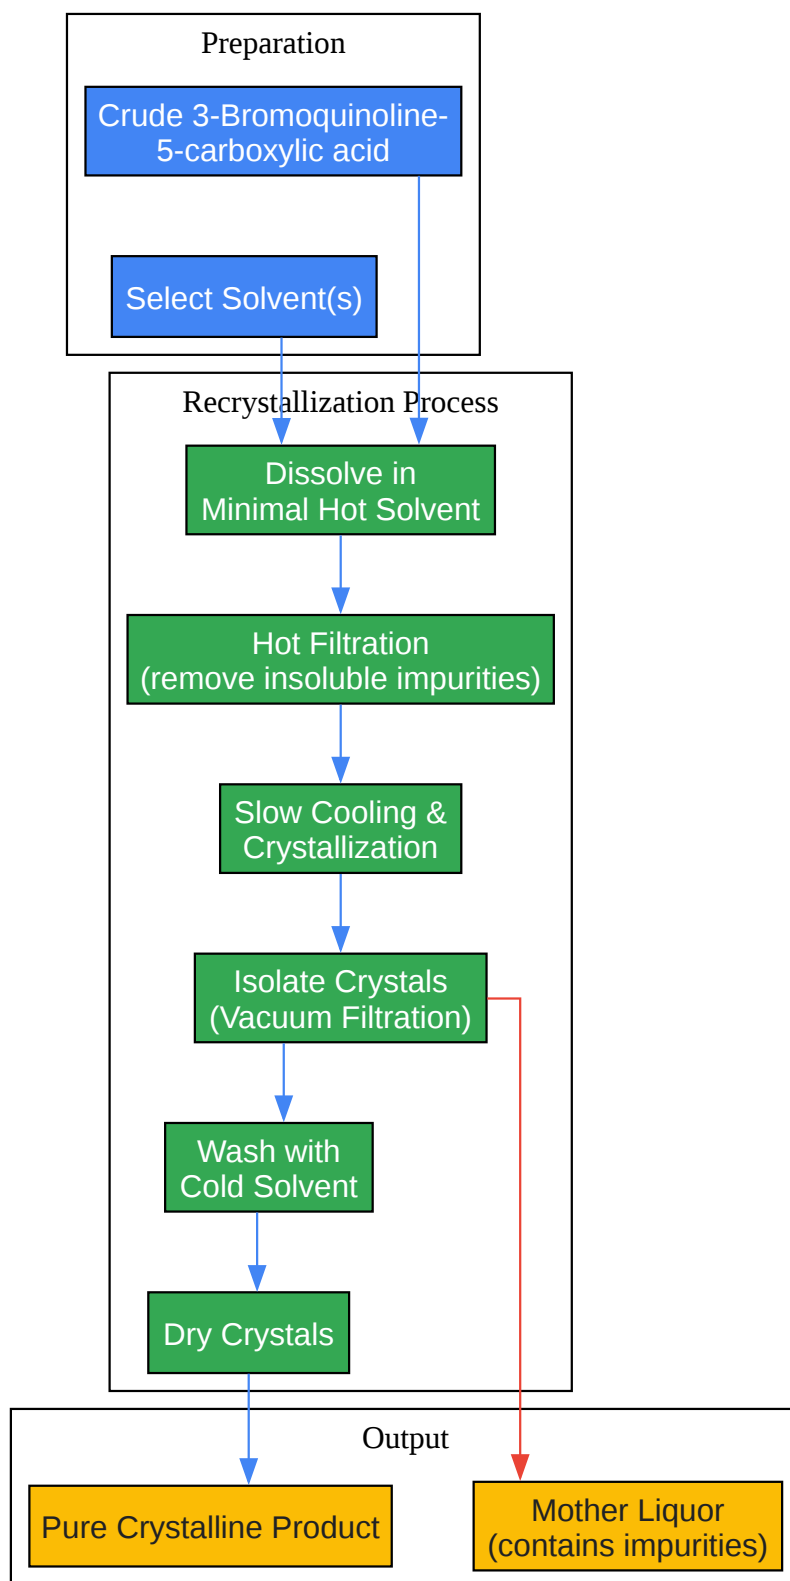 Preparation
Crude 3-Bromoquinoline-
5-carboxylic acid
Select Solvent(s)
Recrystallization Process
Dissolve in
Minimal Hot Solvent
Hot Filtration
(remove insoluble impurities)
Slow Cooling &
Crystallization
Isolate Crystals
(Vacuum Filtration)
Wash with
Cold Solvent
Dry Crystals
Output
Pure Crystalline Product
Mother Liquor
(contains impurities)